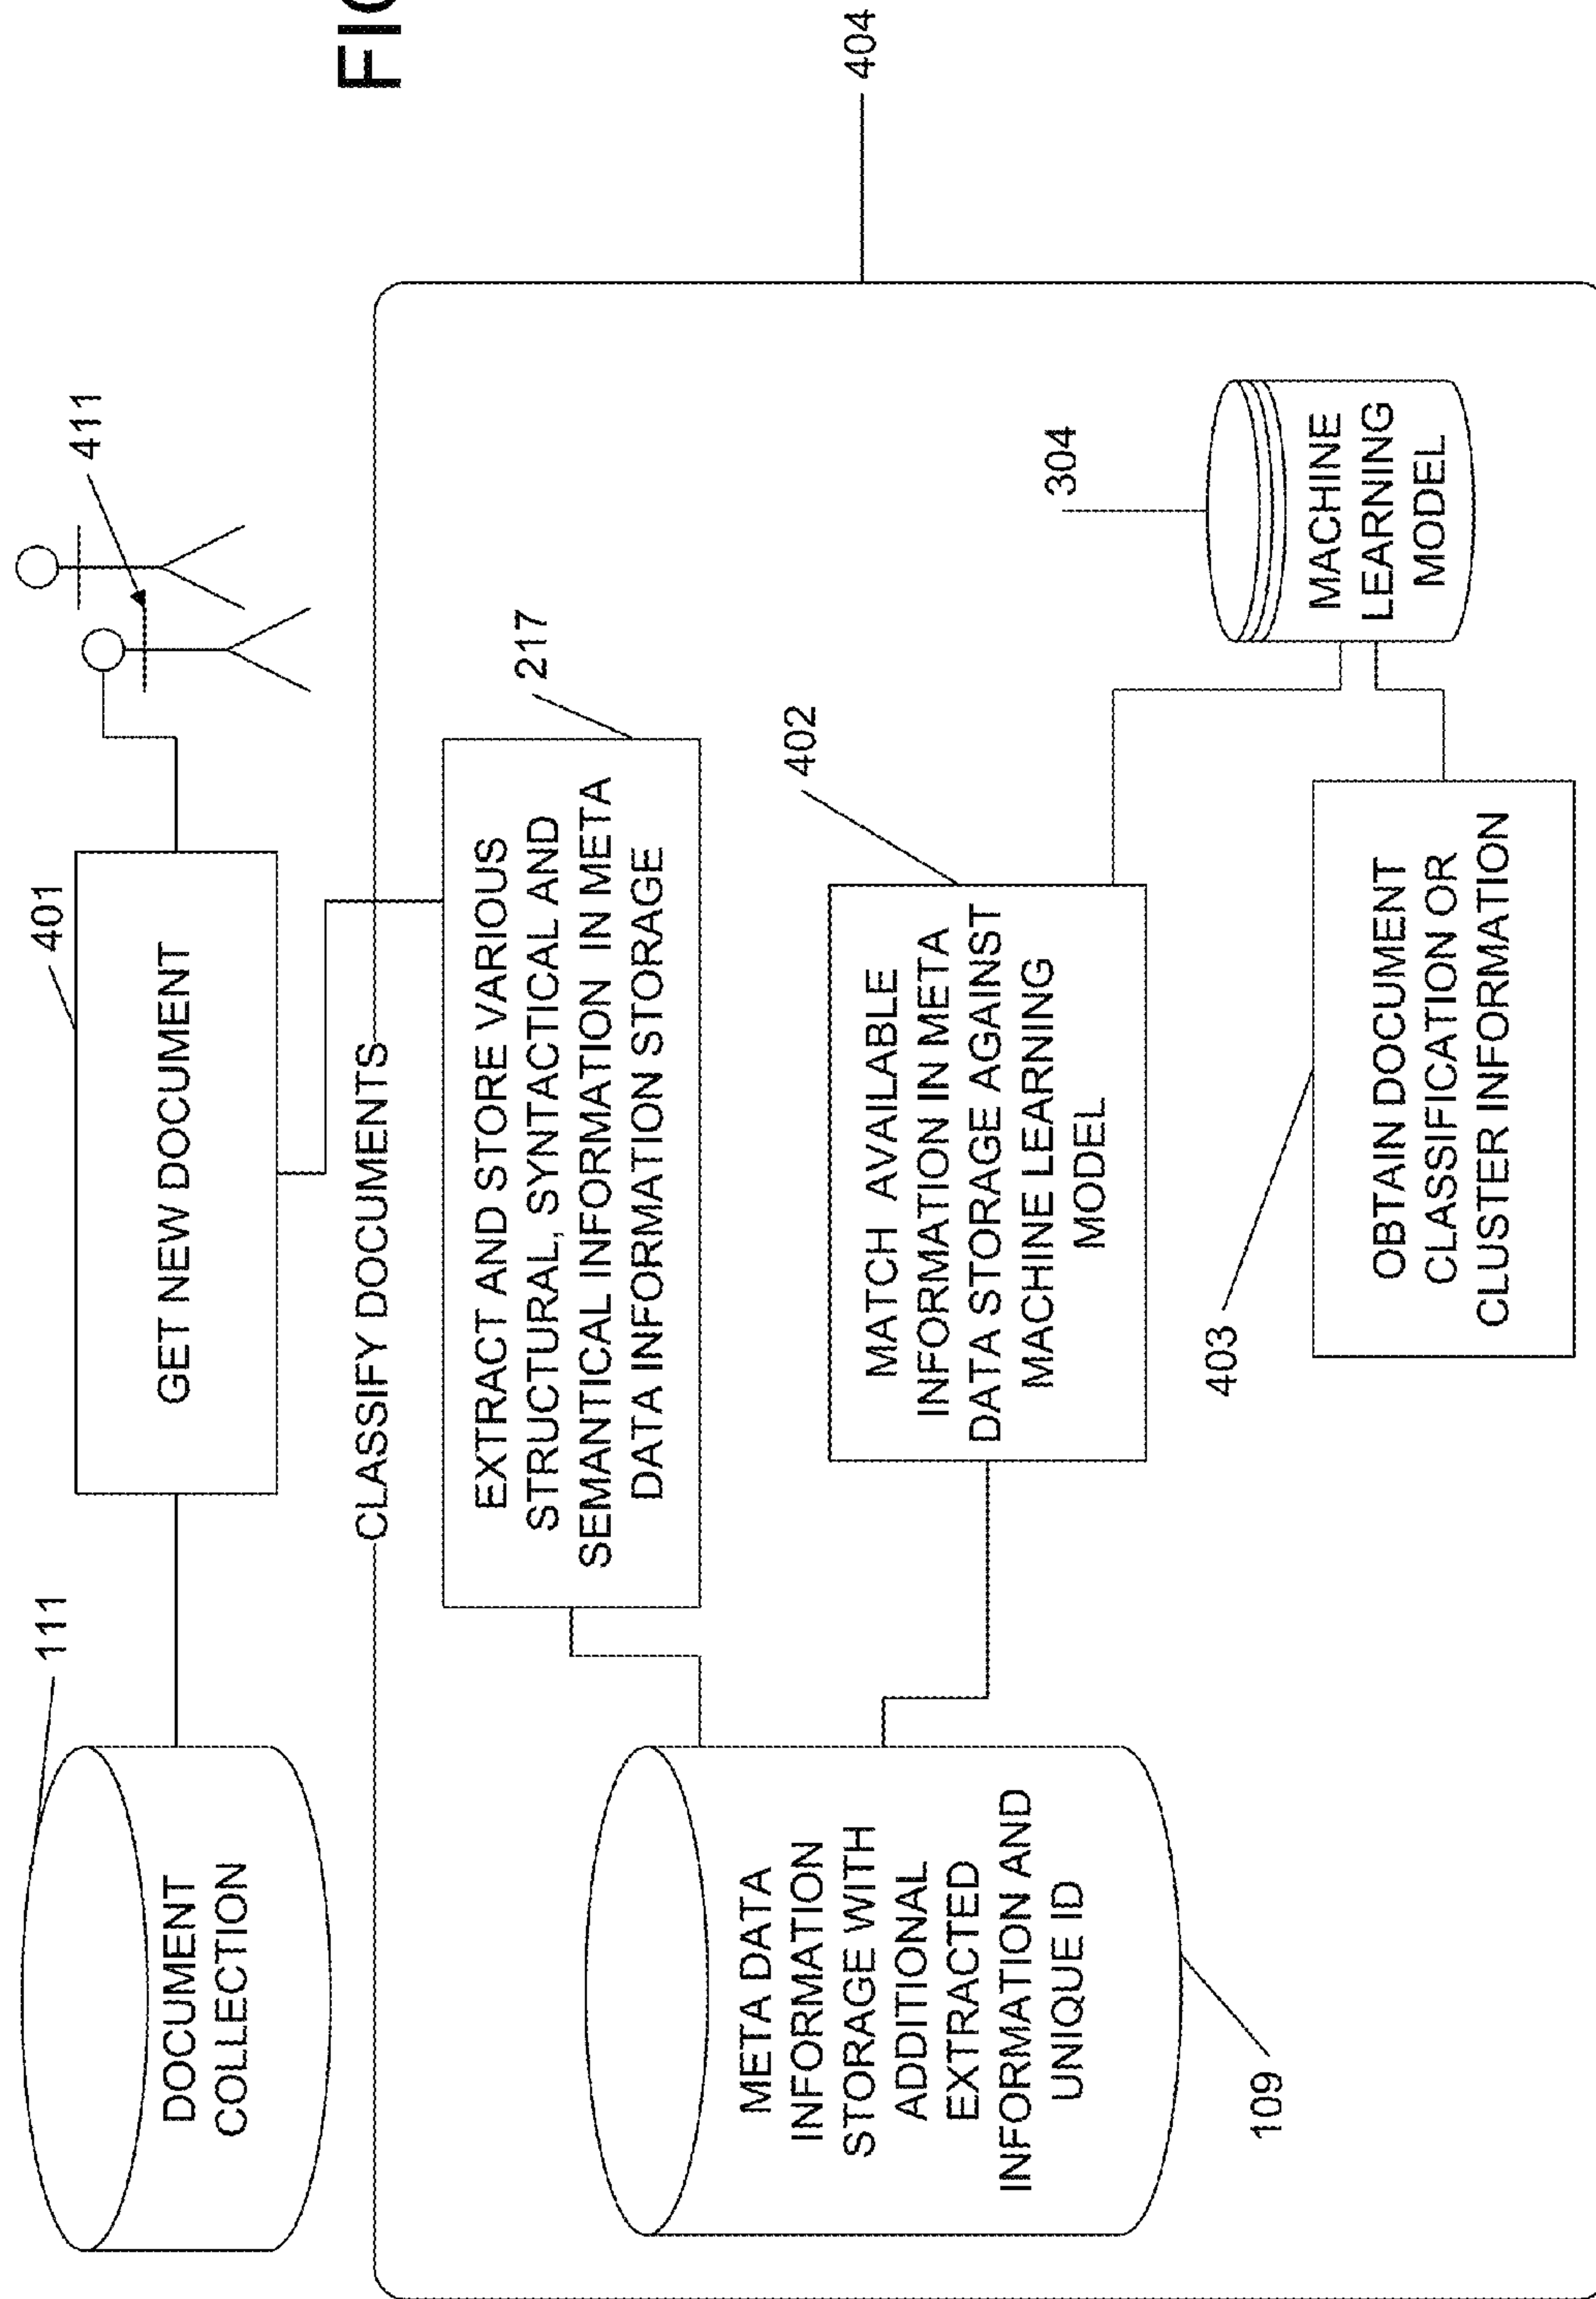 FIG
111
DOCUMENT
COLLECTION
401
GET NEW DOCUMENT
411
CLASSIFY DOCUMENTS
404
217
EXTRACT AND STORE VARIOUS
STRUCTURAL, SYNTACTICAL AND
SEMANTICAL INFORMATION IN META
DATA INFORMATION STORAGE
META DATA
INFORMATION
STORAGE WITH
ADDITIONAL
EXTRACTED
INFORMATION AND
UNIQUE ID
109
402
MATCH AVAILABLE
INFORMATION IN META
DATA STORAGE AGAINST
MACHINE LEARNING
MODEL
304
MACHINE
LEARNING
MODEL
403
OBTAIN DOCUMENT
CLASSIFICATION OR
CLUSTER INFORMATION